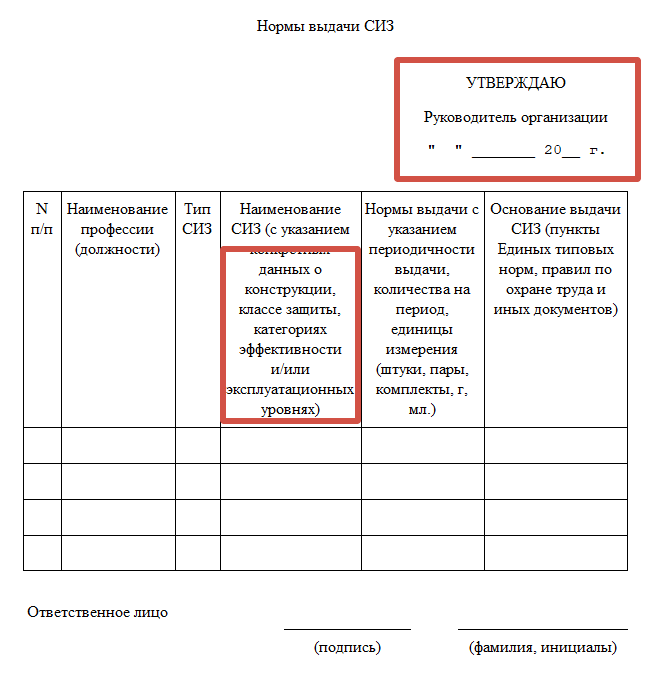 Нормы выдачи СИЗ
УТВЕРЖДАЮ
Руководитель организации
" " _______ 20__ г.
N
п/п
Наименование
профессии
(должности)
Тип
СИЗ
Наименование
СИЗ (с указанием
конкретных
данных о
конструкции,
классе защиты,
категориях
эффективности
и/или
эксплуатационных
уровнях)
Нормы выдачи с
указанием
периодичности
выдачи,
количества на
период,
единицы
измерения
(штуки, пары,
комплекты, г,
мл.)
Основание выдачи
СИЗ (пункты
Единых типовых
норм, правил по
охране труда и
иных документов)
Ответственное лицо
(подпись)
(фамилия, инициалы)